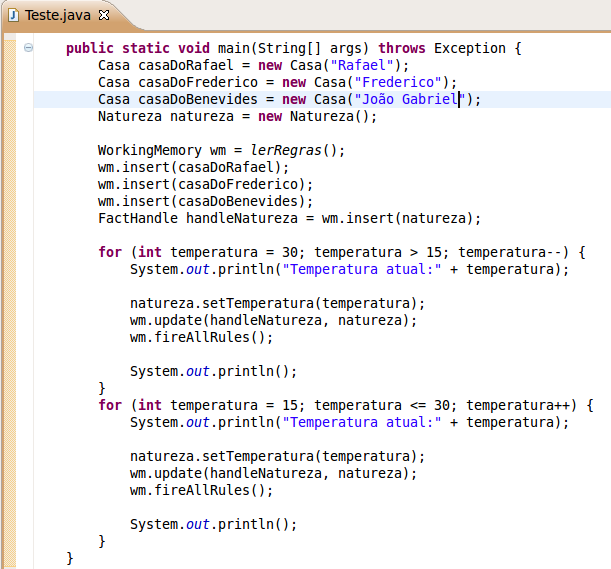 Teste.java
public static void main(String[] args) throws Exception {
Casa casaDoRafael = new Casa("Rafael");
Casa casaDoFrederico = new Casa("Frederico");
Casa casaDoBenevides = new Casa("João Gabriel");
Natureza natureza = new Natureza();
WorkingMemory wm = lerRegras();
wm.insert(casaDoRafael);
wm.insert(casaDoFrederico);
wm.insert(casaDoBenevides);
FactHandle handleNatureza = wm.insert(natureza);
for (int temperatura = 30; temperatura > 15; temperatura--) {
System.out.println("Temperatura atual:" + temperatura);
natureza.setTemperatura(temperatura);
wm.update(handleNatureza, natureza);
wm.fireAllRules();
System.out.println();
}
for (int temperatura = 15; temperatura <= 30; temperatura++) {
System.out.println("Temperatura atual:" + temperatura);
natureza.setTemperatura(temperatura);
wm.update(handleNatureza, natureza);
wm.fireAllRules();
System.out.println();
}
}